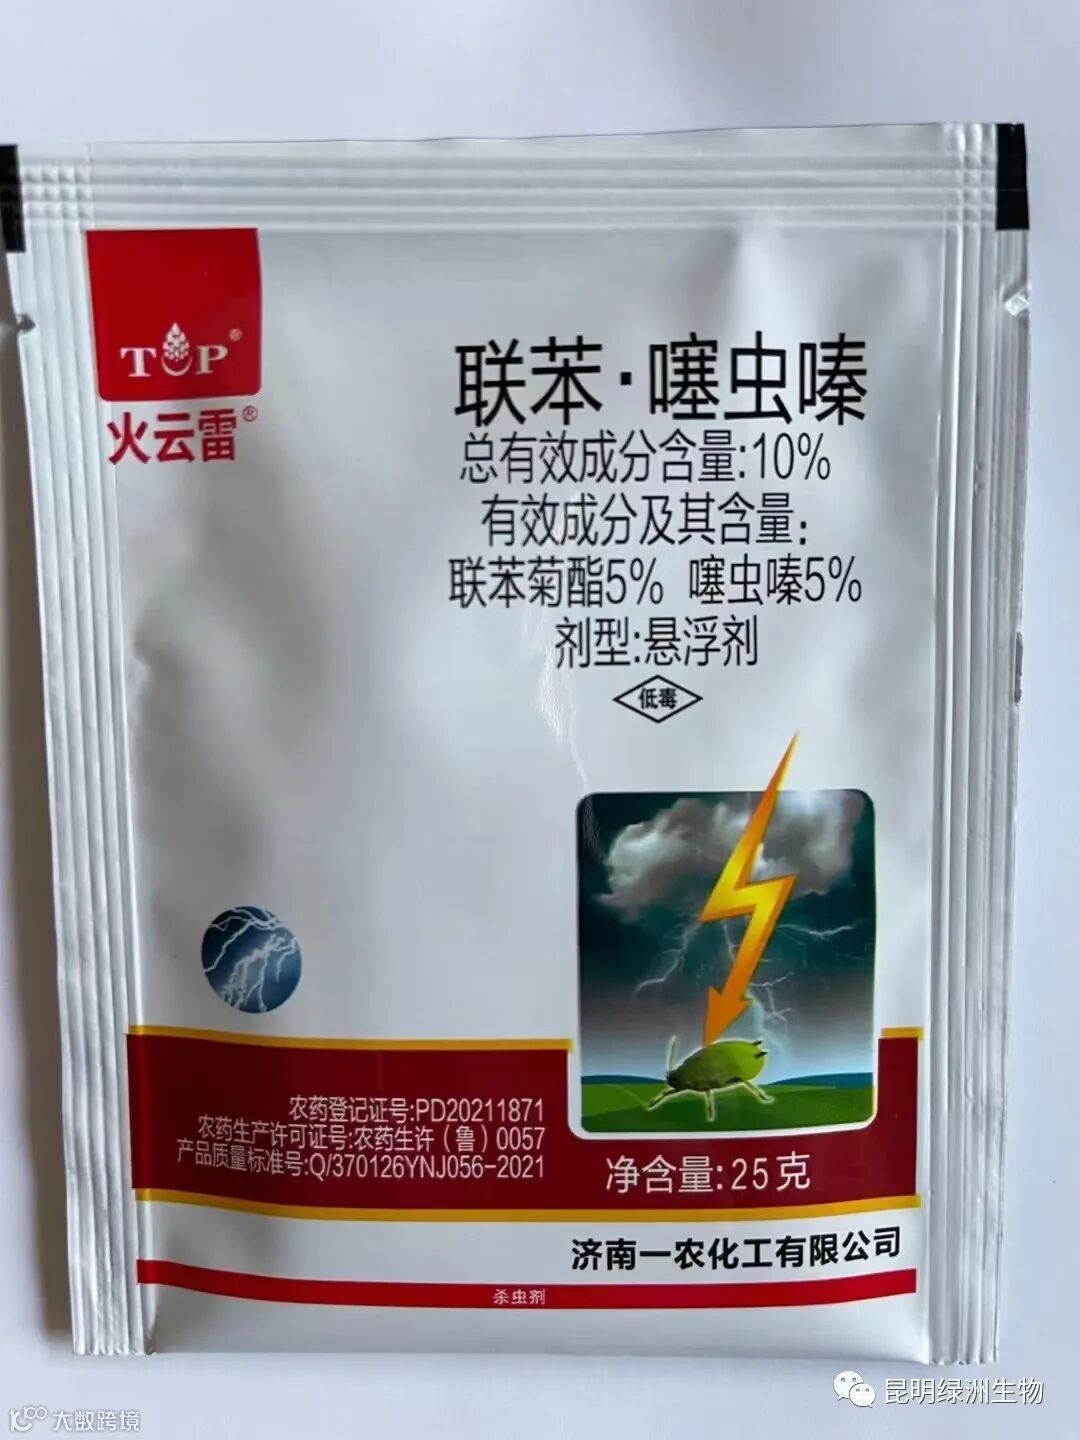 TOP®
火云雷®
联苯·噻虫嗪
总有效成分含量:10%
有效成分及其含量:
联苯菊酯5% 噻虫嗪5%
剂型:悬浮剂
低毒
农药登记证号:PD20211871
农药生产许可证号:农药生许（鲁）0057
产品质量标准号:Q/370126YNJ056-2021
净含量:25克
济南一农化工有限公司
杀虫剂
昆明绿洲生物
大数跨境